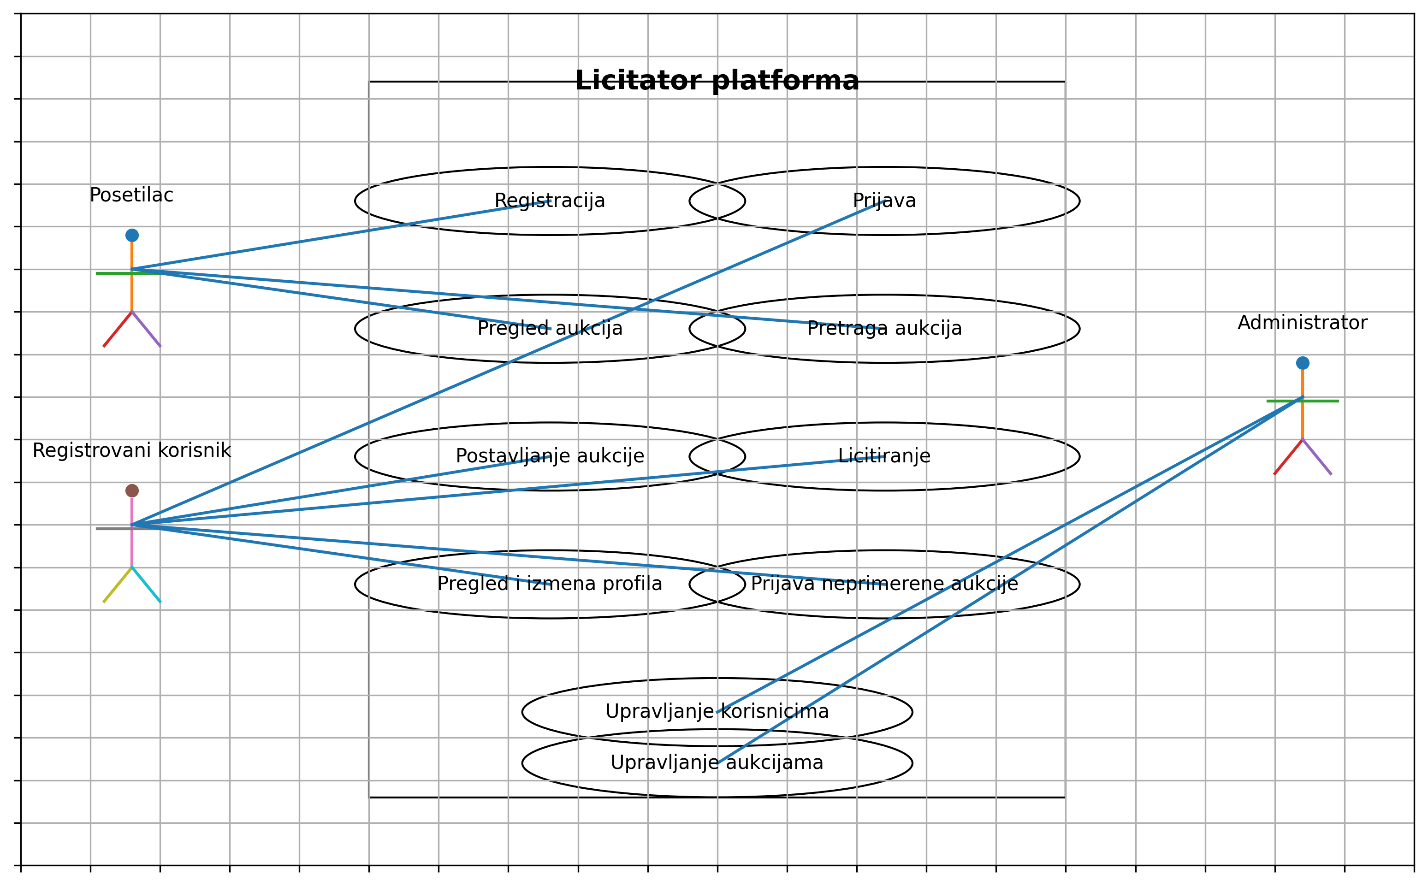 Licitator platforma
Posetilac
Registracija
Prijava
Pregled aukcija
Pretraga aukcija
Administrator
Registrovani korisnik
Postavljanje aukcije
Licitiranje
Pregled i izmena profila
Prijava neprimerene aukcije
Upravljanje korisnicima
Upravljanje aukcijama